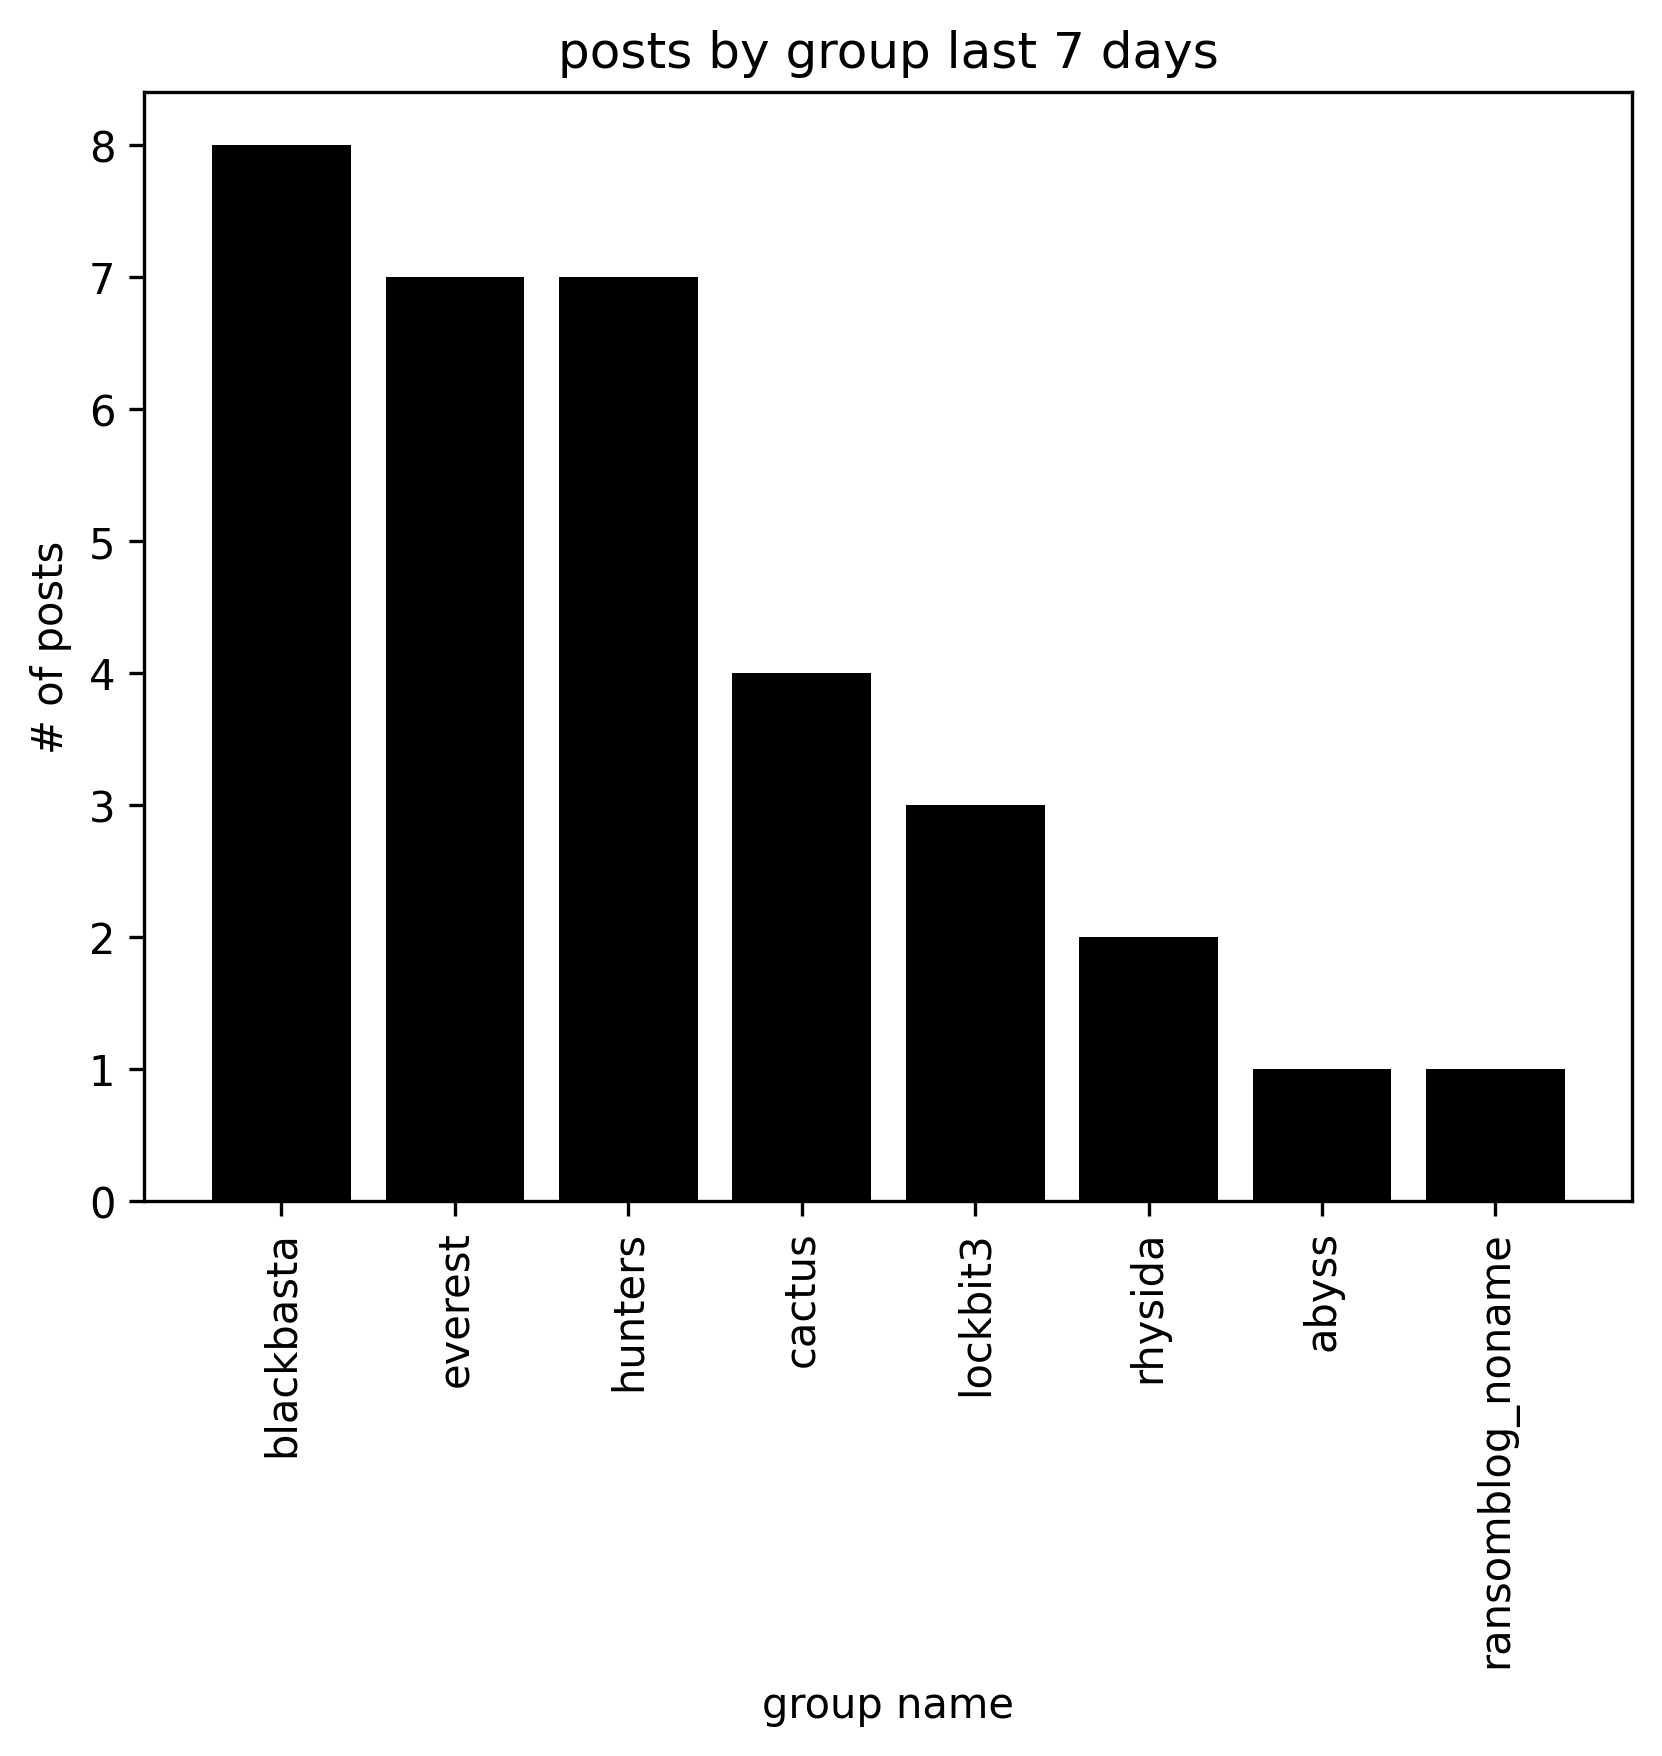 posts by group last 7 days
# of posts
8
7
6
5
4
3
2
1
0
blackbasta
everest
hunters
cactus
lockbit3
rhysida
abyss
ransomblog_noname
group name